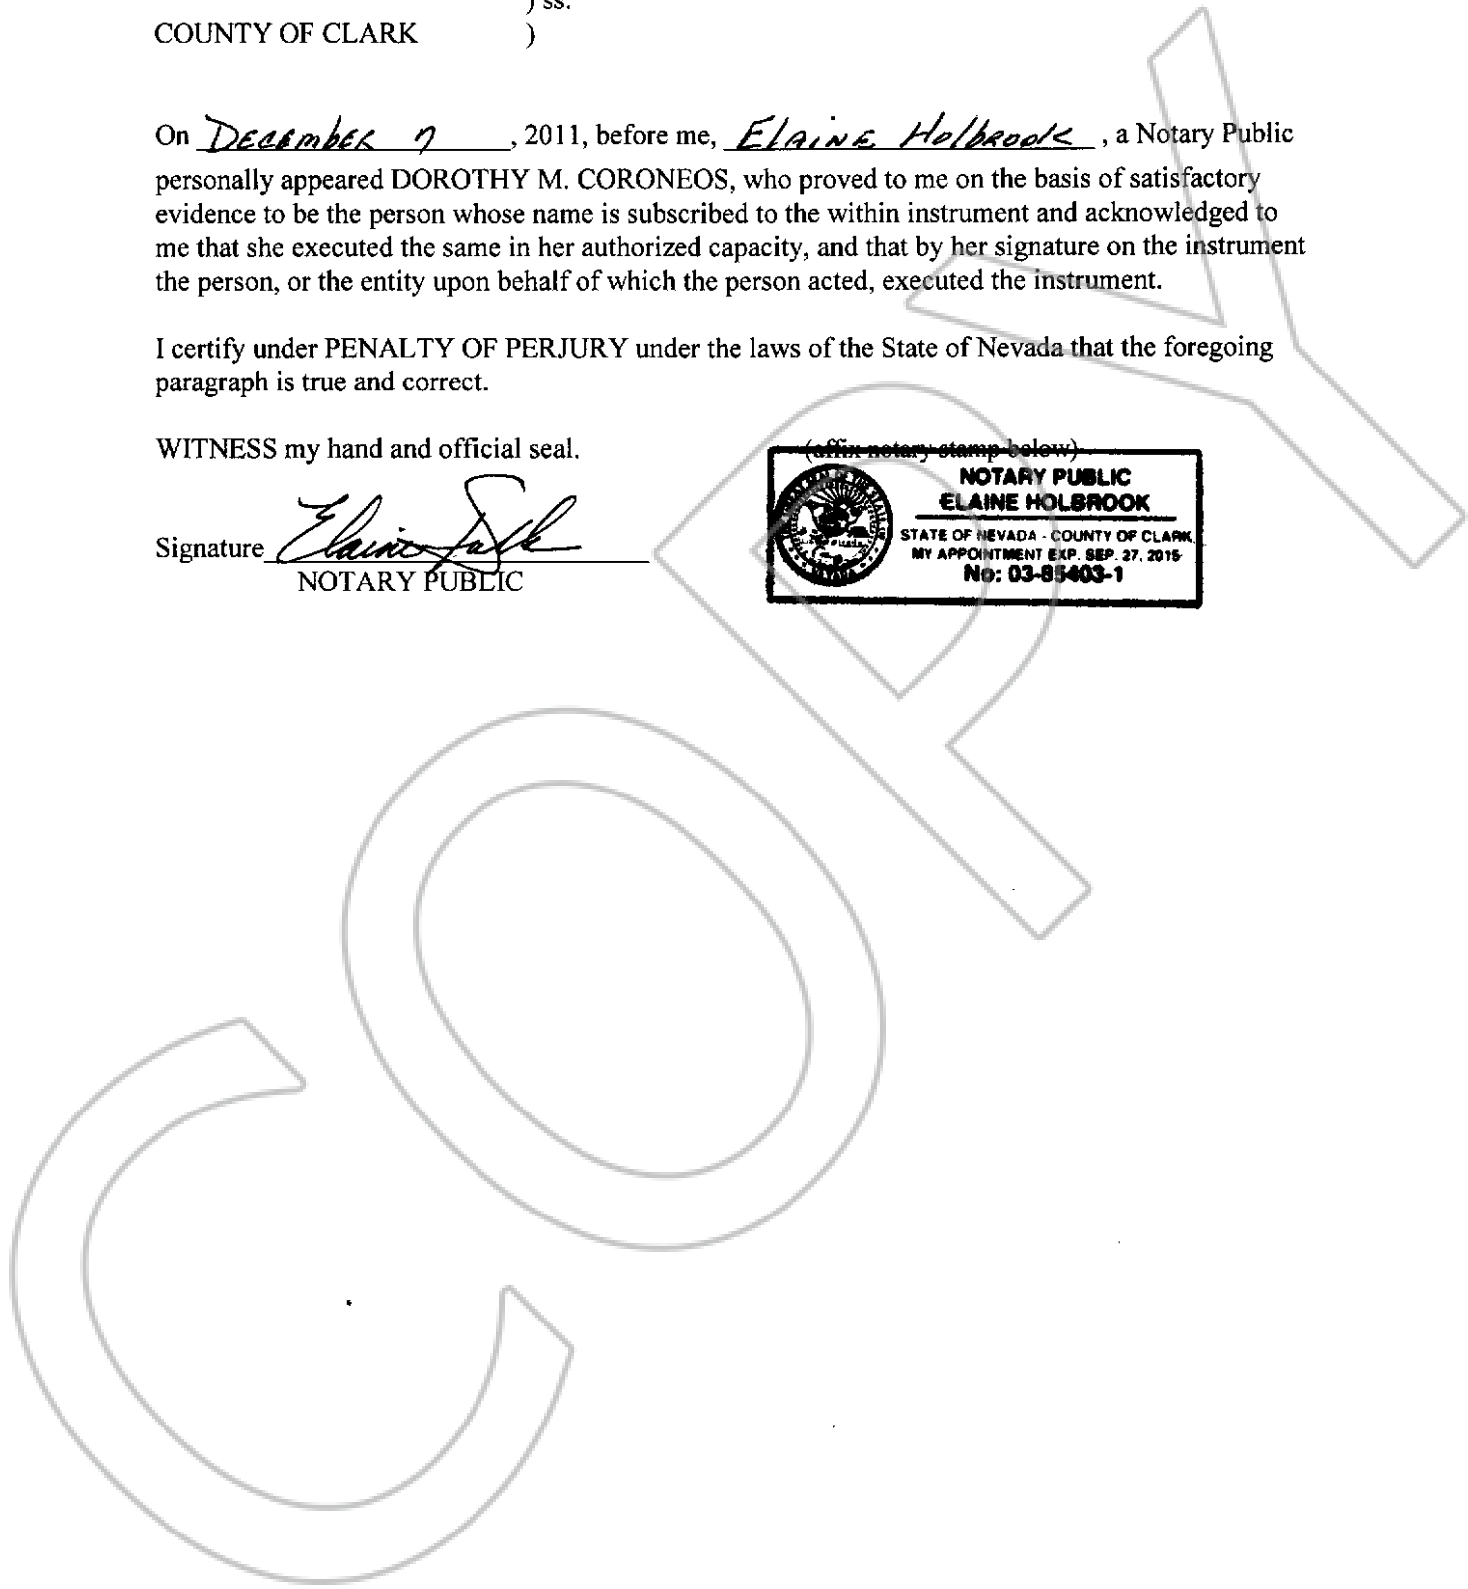 ) ss.
COUNTY OF CLARK )
On December 7, 2011, before me, Elaine Holbrook, a Notary Public
personally appeared DOROTHY M. CORONEOS, who proved to me on the basis of satisfactory
evidence to be the person whose name is subscribed to the within instrument and acknowledged to
me that she executed the same in her authorized capacity, and that by her signature on the instrument
the person, or the entity upon behalf of which the person acted, executed the instrument.
I certify under PENALTY OF PERJURY under the laws of the State of Nevada that the foregoing
paragraph is true and correct.
WITNESS my hand and official seal. (affix notary stamp below)
NOTARY PUBLIC
ELAINE HOLBROOK
STATE OF NEVADA - COUNTY OF CLARK
MY APPOINTMENT EXP. SEP. 27, 2015
No: 03-85403-1
Signature Elaine
NOTARY PUBLIC
COPY